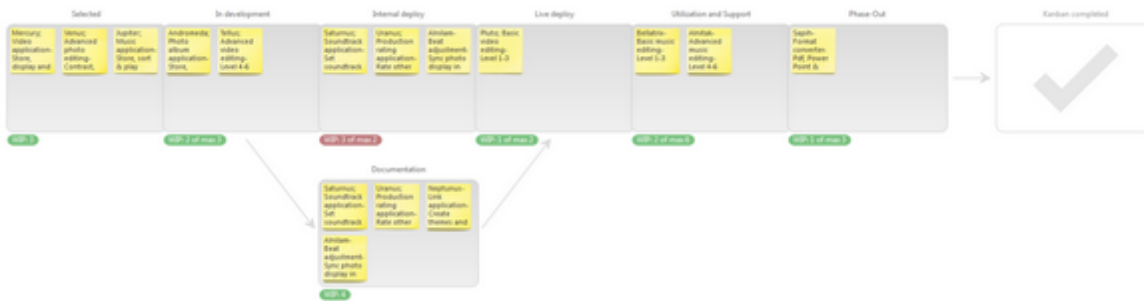 Selected
In development
Internal deploy
Live deploy
Utilization and Support
Phase-Out
Kanban completed
Mercury;
Video
application-
Store,
display and
Venus;
Advanced
photo
editing-
Contract,
Jupiter;
Music
application-
Store, sort
& play
Andromeda;
Photo
album
application-
Store,
Tellus;
Advanced
video
editing-
Level 4-6
Saturnus;
Soundtrack
application-
Set
soundtrack
Uranus;
Production
rating
application-
Rate other
Alnilam-
Beat
adjustment-
Sync photo
display in
Pluto; Basic
video
editing-
Level 1-3
Bellatrix-
Basic music
editing-
Level 1-3
Alnitak-
Advanced
music
editing-
Level 4-6
Saiph-
Format
converter-
Pdf, Power
Point &
WIP: 3
WIP: 2 of max 5
WIP: 3 of max 2
WIP: 1 of max 2
WIP: 2 of max 6
WIP: 1 of max 3
Documentation
Saturnus;
Soundtrack
application-
Set
soundtrack
Uranus;
Production
rating
application-
Rate other
Neptunus-
Link
application-
Create
themes and
Alnilam-
Beat
adjustment-
Sync photo
display in
WIP: 4